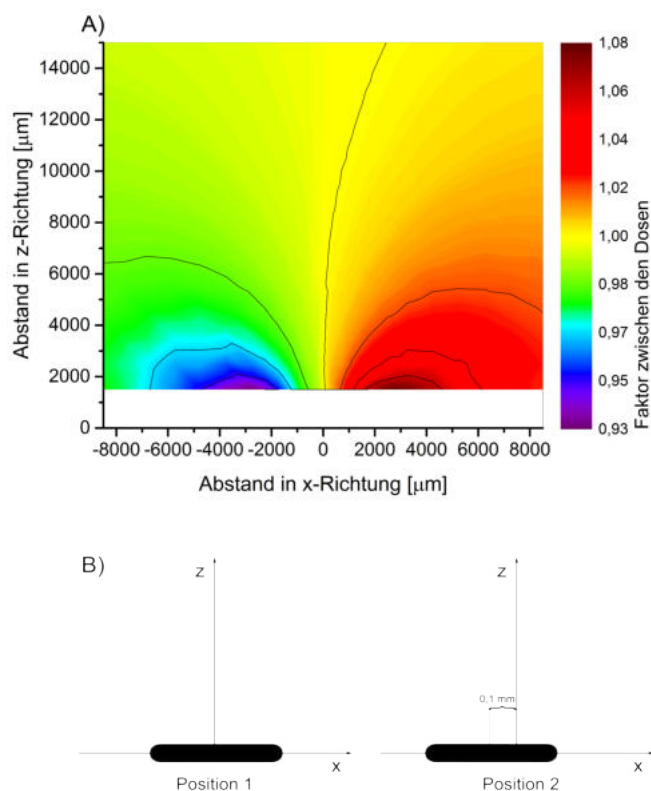 A)
Abstand in z-Richtung [µm]
14000
12000
10000
8000
6000
4000
2000
0
-8000 -6000 -4000 -2000 0 2000 4000 6000 8000
Abstand in x-Richtung [µm]
1,08
1,06
1,04
1,02
1,00
0,98
0,97
0,95
0,93
Faktor zwischen den Dosen
B)
z
x
Position 1
z
0,1 mm
x
Position 2